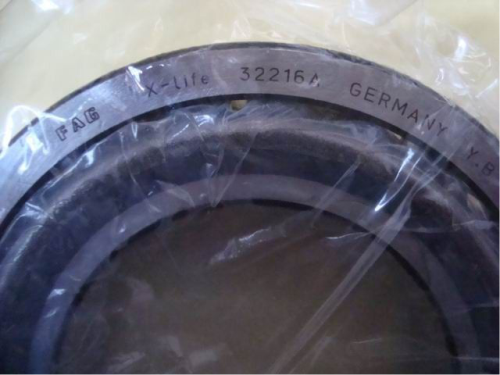 FAG X-life 32216A GERMANY Y.B